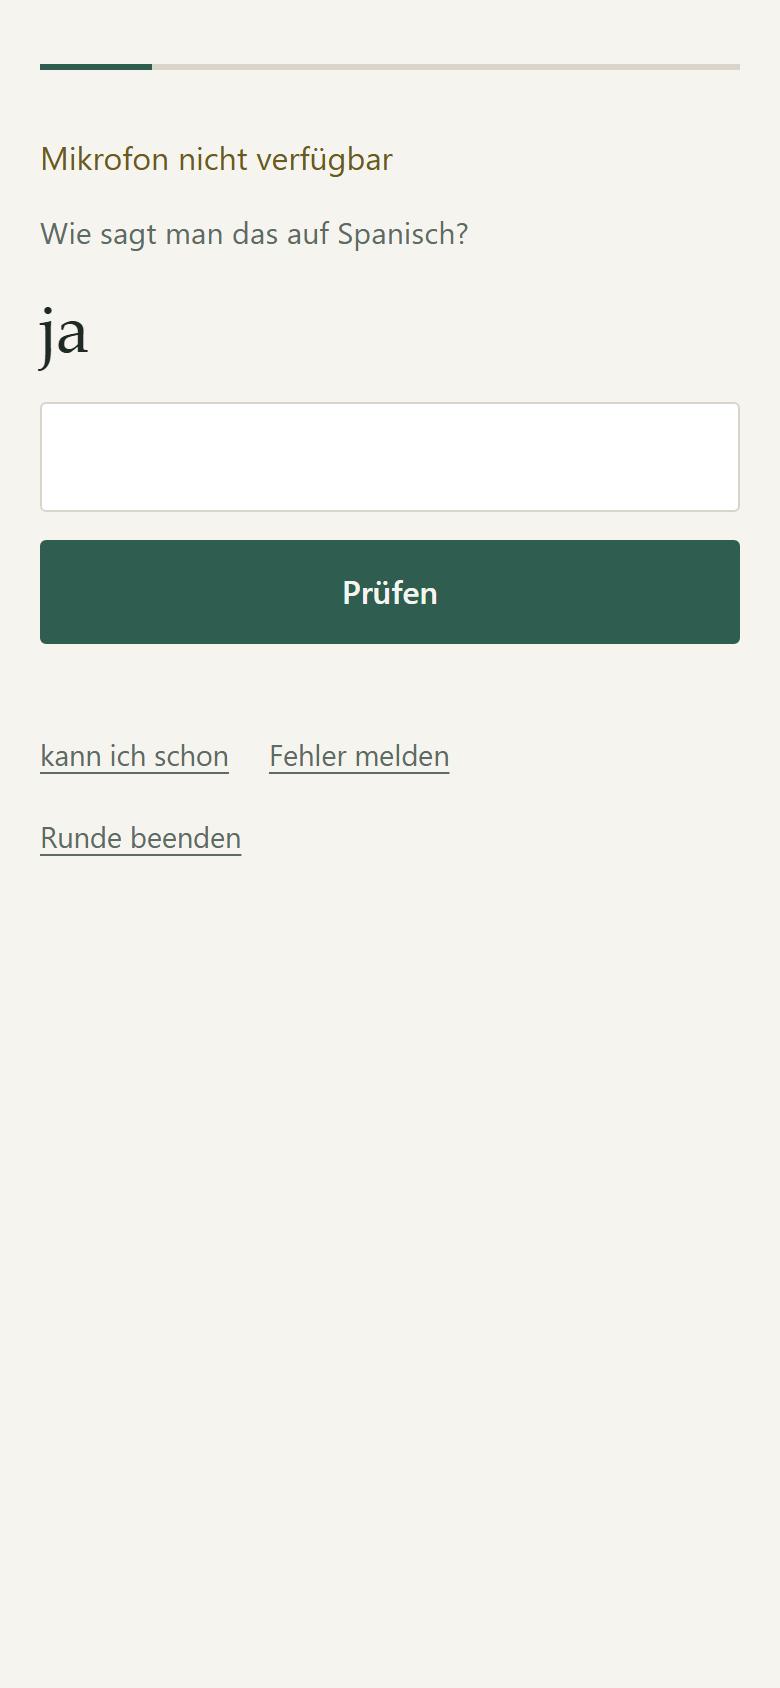 Mikrofon nicht verfügbar
Wie sagt man das auf Spanisch?
ja
Prüfen
kann ich schon Fehler melden
Runde beenden